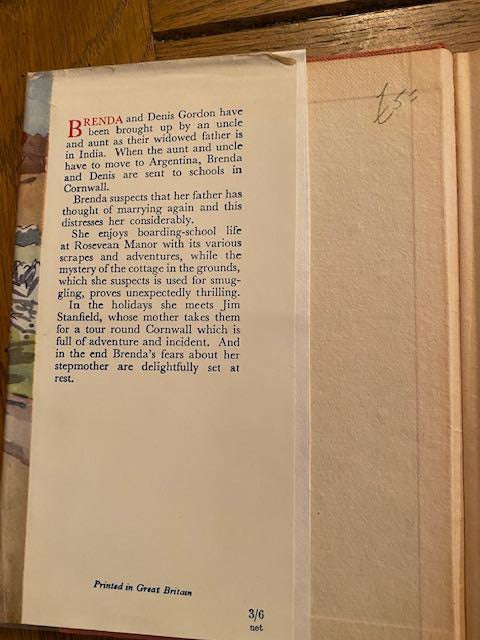 BRENDA and Denis Gordon have
been brought up by an uncle
and aunt as their widowed father is
in India. When the aunt and uncle
have to move to Argentina, Brenda
and Denis are sent to schools in
Cornwall.
Brenda suspects that her father has
thought of marrying again and this
distresses her considerably.
She enjoys boarding-school life
at Rosevean Manor with its various
scrapes and adventures, while the
mystery of the cottage in the grounds,
which she suspects is used for smug-
gling, proves unexpectedly thrilling.
In the holidays she meets Jim
Stanfield, whose mother takes them
for a tour round Cornwall which is
full of adventure and incident. And
in the end Brenda's fears about her
stepmother are delightfully set at
rest.
Printed in Great Britain
3/6
net